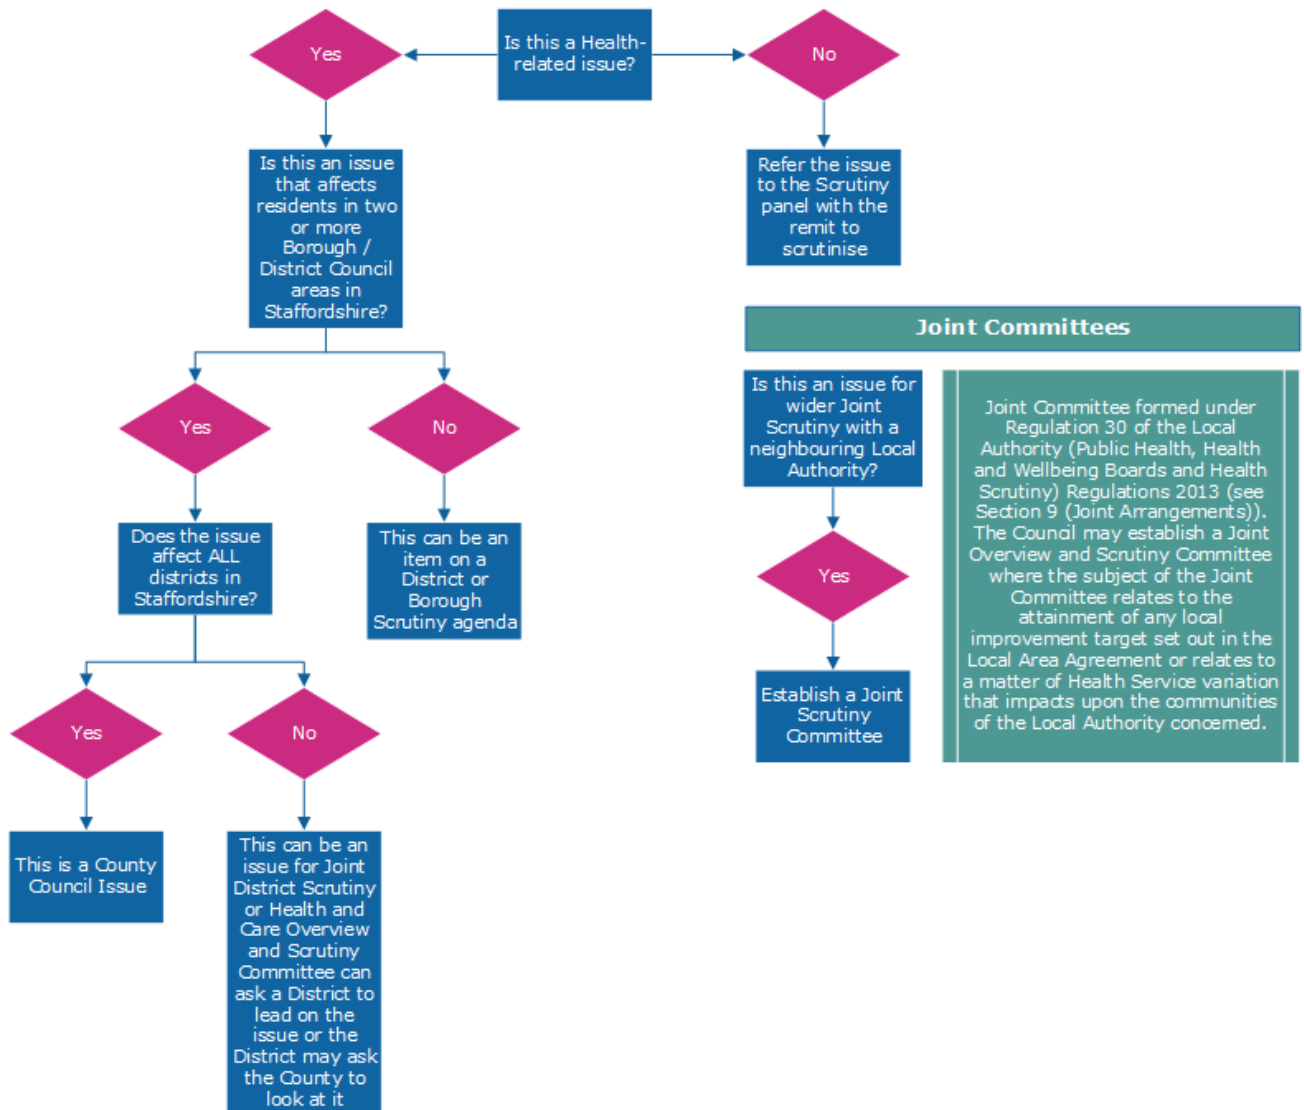 Yes
Is this a Health-
related issue?
No
Is this an issue
that affects
residents in two
or more
Borough /
District Council
areas in
Staffordshire?
Refer the issue
to the Scrutiny
panel with the
remit to
scrutinise
Yes
No
Does the issue
affect ALL
districts in
Staffordshire?
This can be an
item on a
District or
Borough
Scrutiny agenda
Yes
No
This is a County
Council Issue
This can be an
issue for Joint
District Scrutiny
or Health and
Care Overview
and Scrutiny
Committee can
ask a District to
lead on the
issue or the
District may ask
the County to
look at it
Joint Committees
Is this an issue for
wider Joint
Scrutiny with a
neighbouring Local
Authority?
Yes
Establish a Joint
Scrutiny
Committee
Joint Committee formed under
Regulation 30 of the Local
Authority (Public Health, Health
and Wellbeing Boards and Health
Scrutiny) Regulations 2013 (see
Section 9 (Joint Arrangements)).
The Council may establish a Joint
Overview and Scrutiny Committee
where the subject of the Joint
Committee relates to the
attainment of any local
improvement target set out in the
Local Area Agreement or relates to
a matter of Health Service variation
that impacts upon the communities
of the Local Authority concerned.